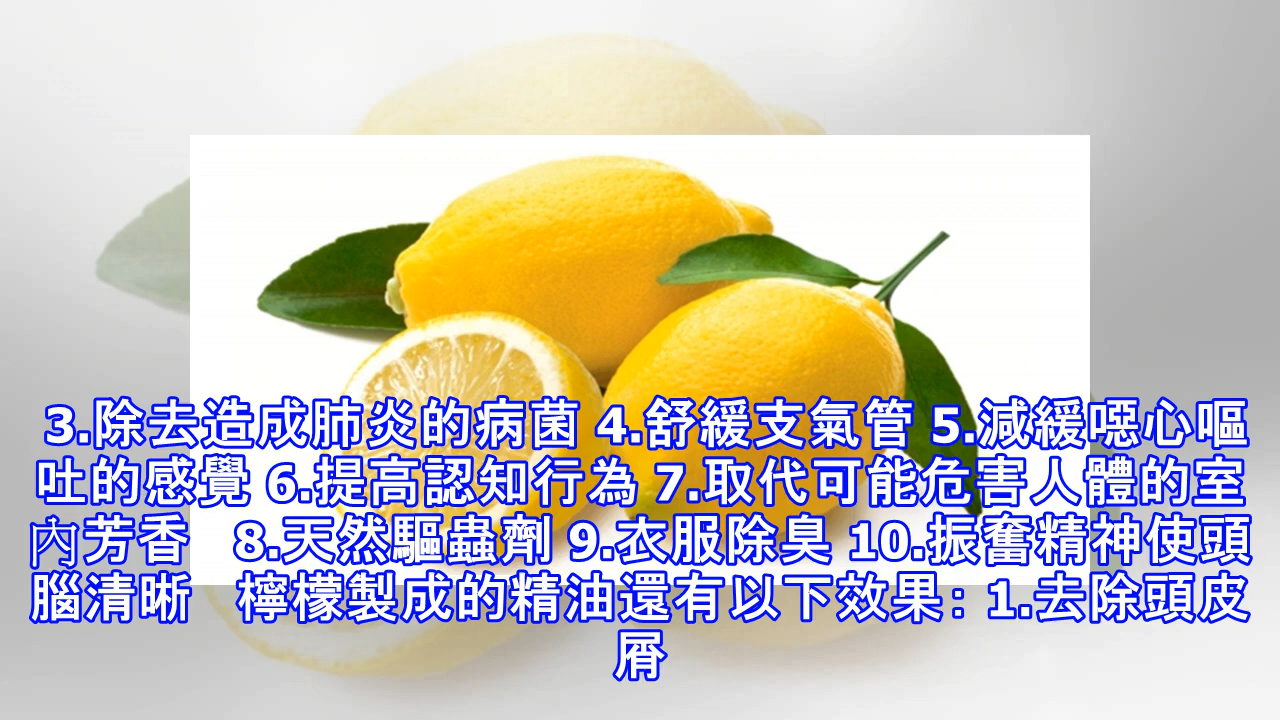 3.除去造成肺炎的病菌 4.舒緩支氣管 5.減緩噁心嘔
吐的感覺 6.提高認知行為 7.取代可能危害人體的室
內芳香   8.天然驅蟲劑 9.衣服除臭 10.振奮精神使頭
腦清晰   檸檬製成的精油還有以下效果: 1.去除頭皮
屑